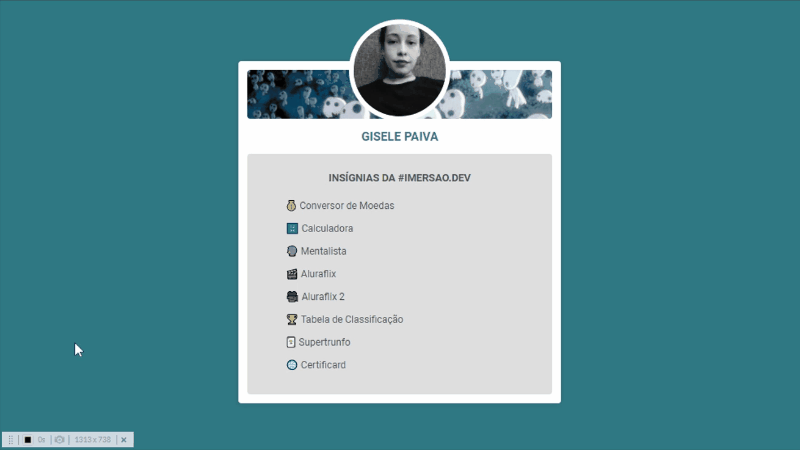 GISELE PAIVA
INSÍGNIAS DA #IMERSAO.DEV
Conversor de Moedas
Calculadora
Mentalista
Aluraflix
Aluraflix 2
Tabela de Classificação
Supertrunfo
Certificard
0s 1313 x 738